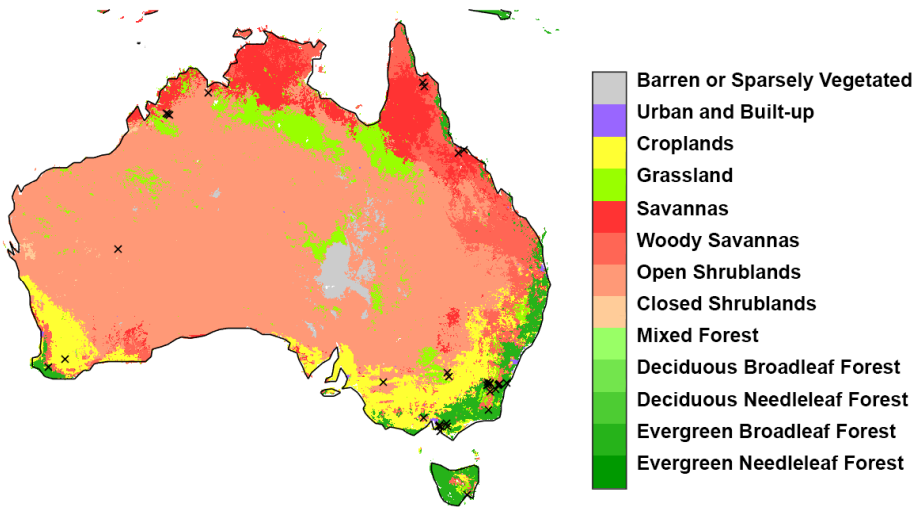 Barren or Sparsely Vegetated
Urban and Built-up
Croplands
Grassland
Savannas
Woody Savannas
Open Shrublands
Closed Shrublands
Mixed Forest
Deciduous Broadleaf Forest
Deciduous Needleleaf Forest
Evergreen Broadleaf Forest
Evergreen Needleleaf Forest